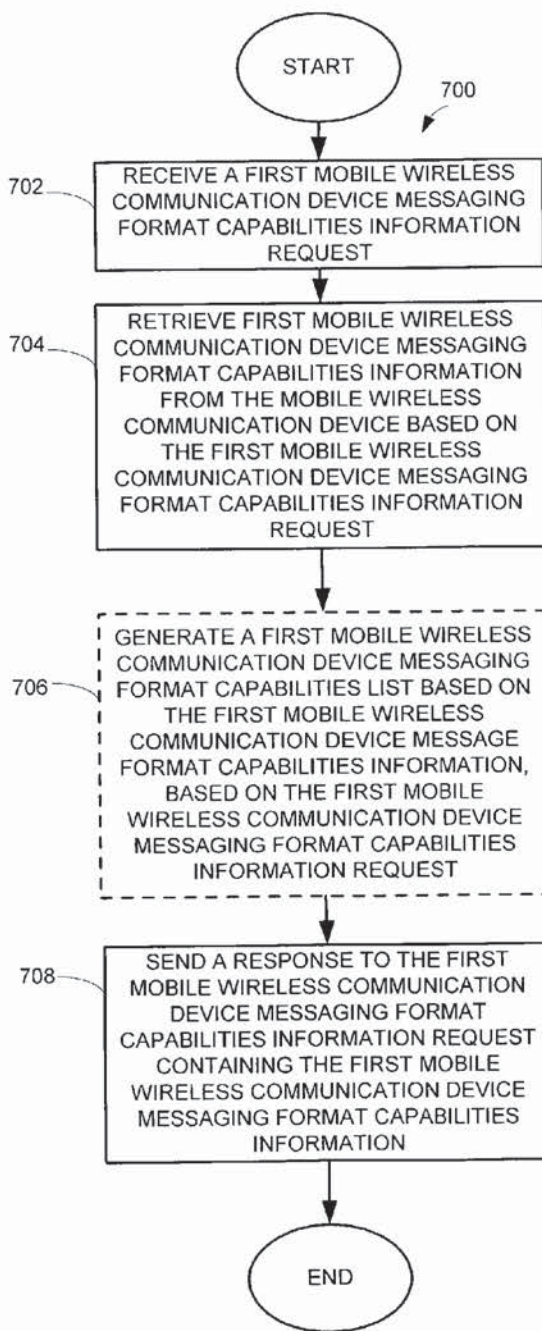 START
700
702
RECEIVE A FIRST MOBILE WIRELESS
COMMUNICATION DEVICE MESSAGING
FORMAT CAPABILITIES INFORMATION
REQUEST
704
RETRIEVE FIRST MOBILE WIRELESS
COMMUNICATION DEVICE MESSAGING
FORMAT CAPABILITIES INFORMATION
FROM THE MOBILE WIRELESS
COMMUNICATION DEVICE BASED ON
THE FIRST MOBILE WIRELESS
COMMUNICATION DEVICE MESSAGING
FORMAT CAPABILITIES INFORMATION
REQUEST
706
GENERATE A FIRST MOBILE WIRELESS
COMMUNICATION DEVICE MESSAGING
FORMAT CAPABILITIES LIST BASED ON
THE FIRST MOBILE WIRELESS
COMMUNICATION DEVICE MESSAGE
FORMAT CAPABILITIES INFORMATION,
BASED ON THE FIRST MOBILE
WIRELESS COMMUNICATION DEVICE
MESSAGING FORMAT CAPABILITIES
INFORMATION REQUEST
708
SEND A RESPONSE TO THE FIRST
MOBILE WIRELESS COMMUNICATION
DEVICE MESSAGING FORMAT
CAPABILITIES INFORMATION REQUEST
CONTAINING THE FIRST MOBILE
WIRELESS COMMUNICATION DEVICE
MESSAGING FORMAT CAPABILITIES
INFORMATION
END